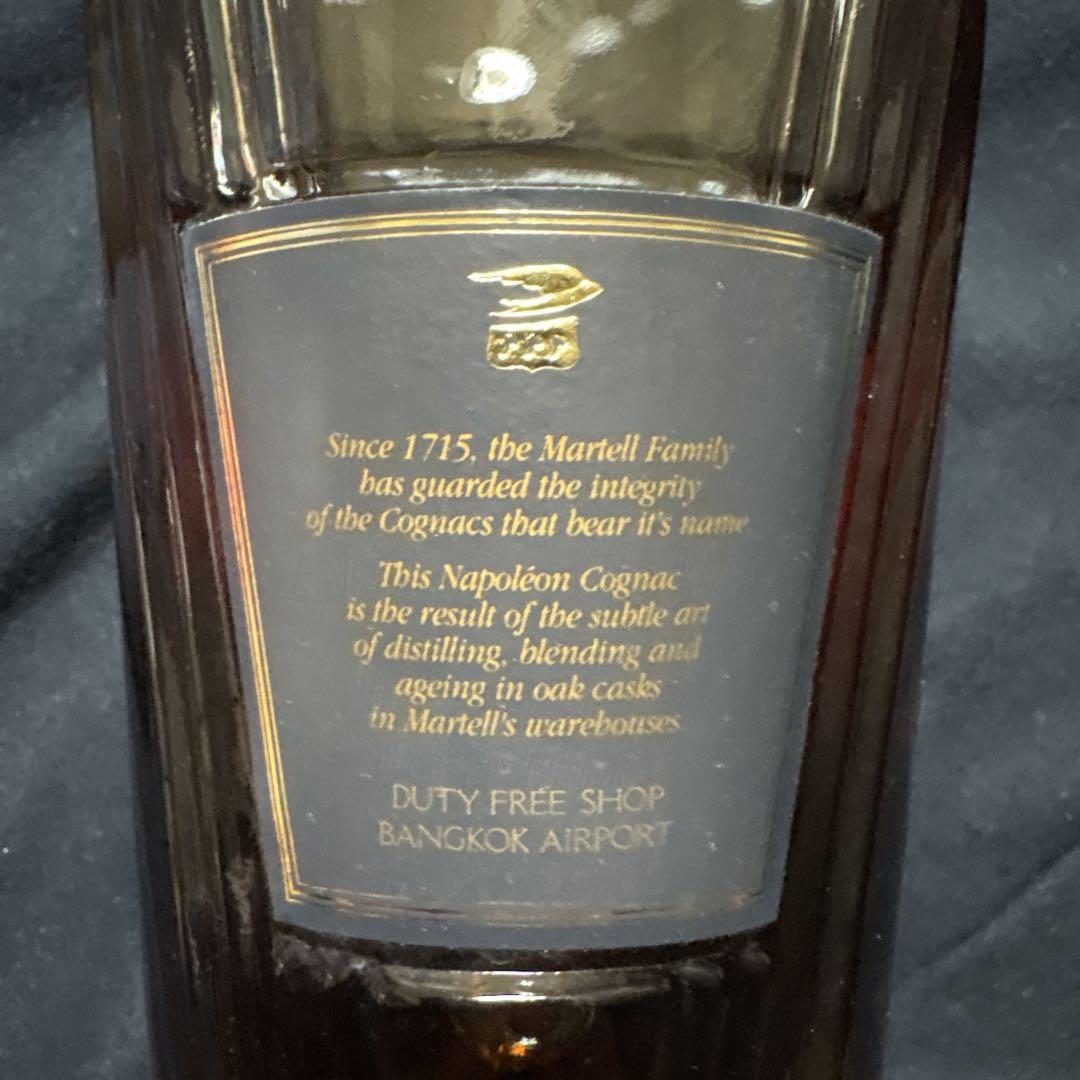 Since 1715, the Martell Family
has guarded the integrity
of the Cognacs that bear it's name
This Napoléon Cognac
is the result of the subtle art
of distilling, blending and
ageing in oak casks
in Martell's warehouses
DUTY FREE SHOP
BANGKOK AIRPORT